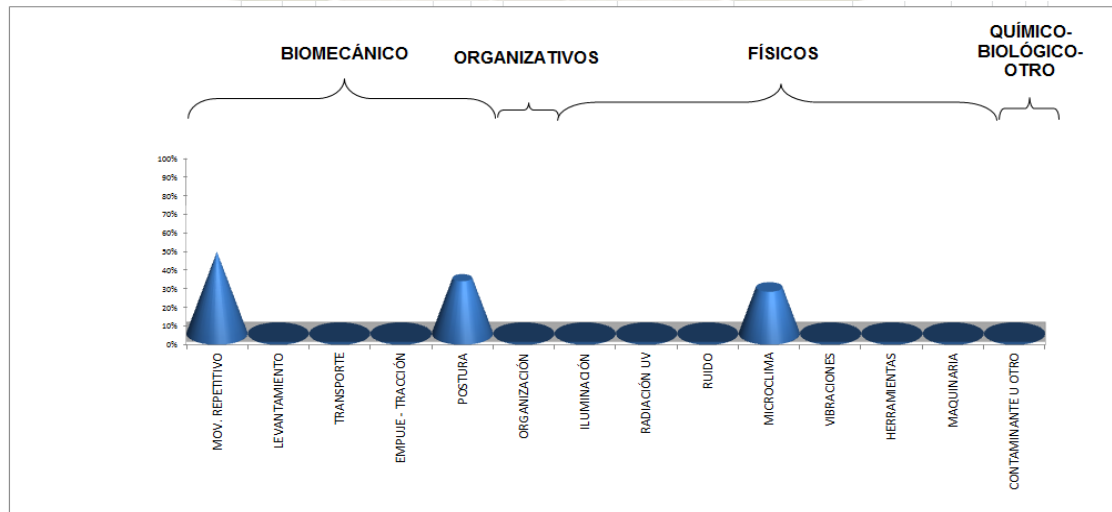 BIOMECÁNICO
ORGANIZATIVOS
FÍSICOS
QUÍMICO-
BIOLÓGICO-
OTRO
100%
90%
80%
70%
60%
50%
40%
30%
20%
10%
0%
MOV. REPETITIVO
LEVANTAMIENTO
TRANSPORTE
EMPUJE - TRACCIÓN
POSTURA
ORGANIZACIÓN
ILUMINACIÓN
RADIACIÓN UV
RUIDO
MICROCLIMA
VIBRACIONES
HERRAMIENTAS
MAQUINARIA
CONTAMINANTE U OTRO